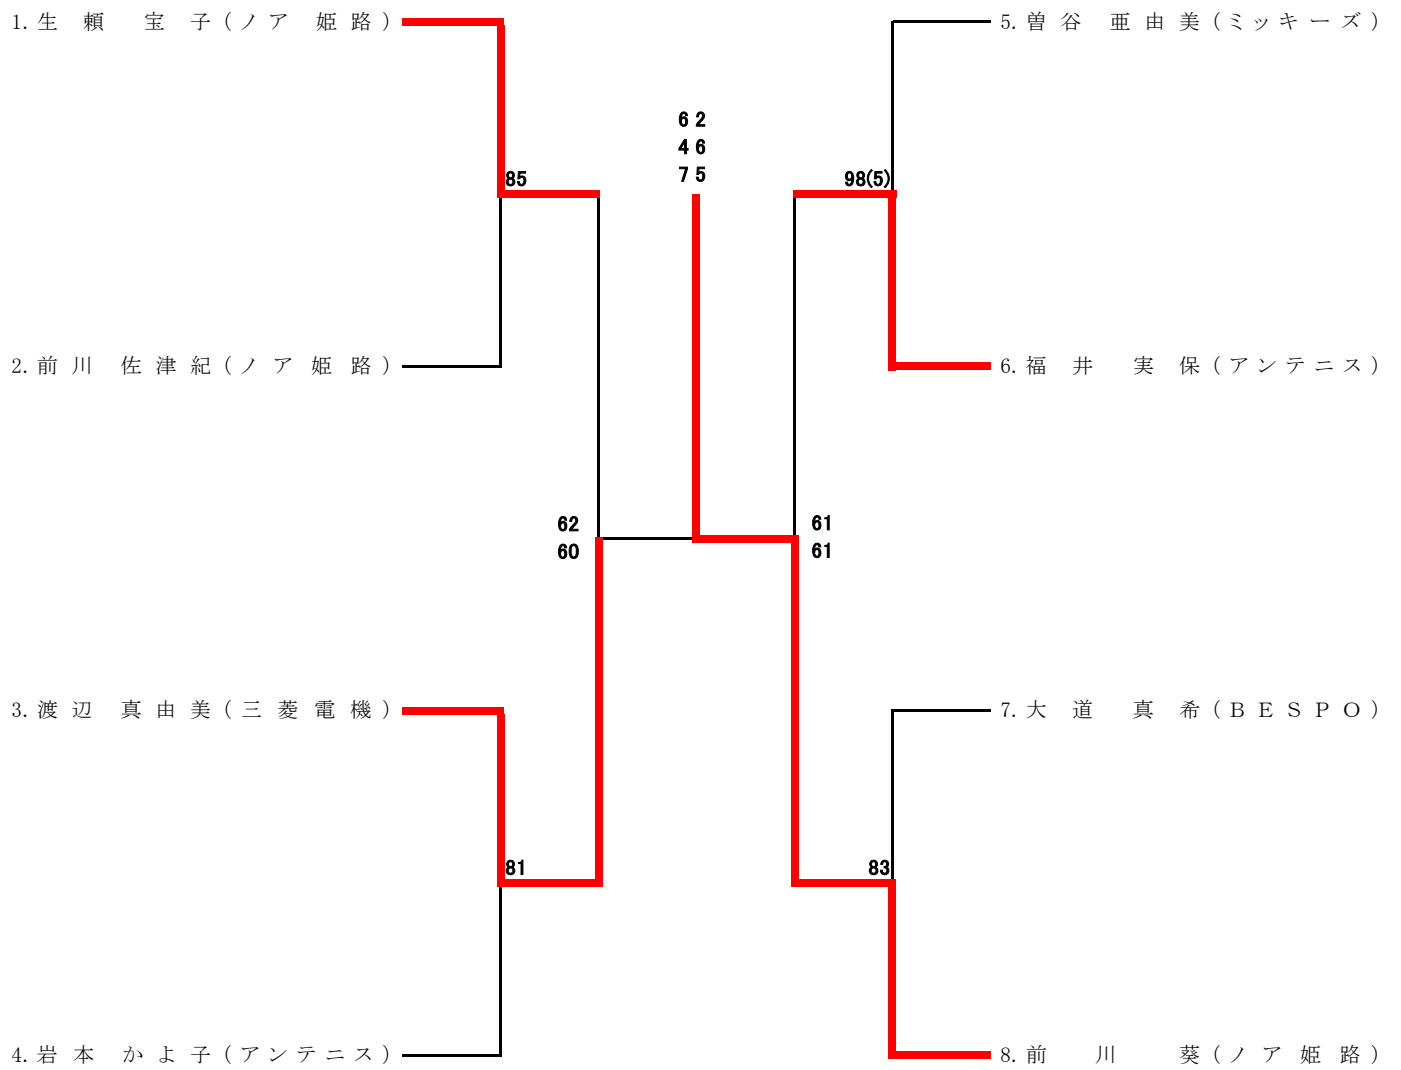 1. 生頼 宝子(ノア 姫路)
5. 曽谷 亜由美(ミッキーズ)
6 2
4 6
7 5
85
98(5)
2. 前川 佐津紀(ノア 姫路)
6. 福井 実保(アンテニス)
62
60
61
61
3. 渡辺 真由美(三菱電機)
7. 大道 真希(BESPO)
81
83
4. 岩本 かよ子(アンテニス)
8. 前川 葵(ノア姫路)